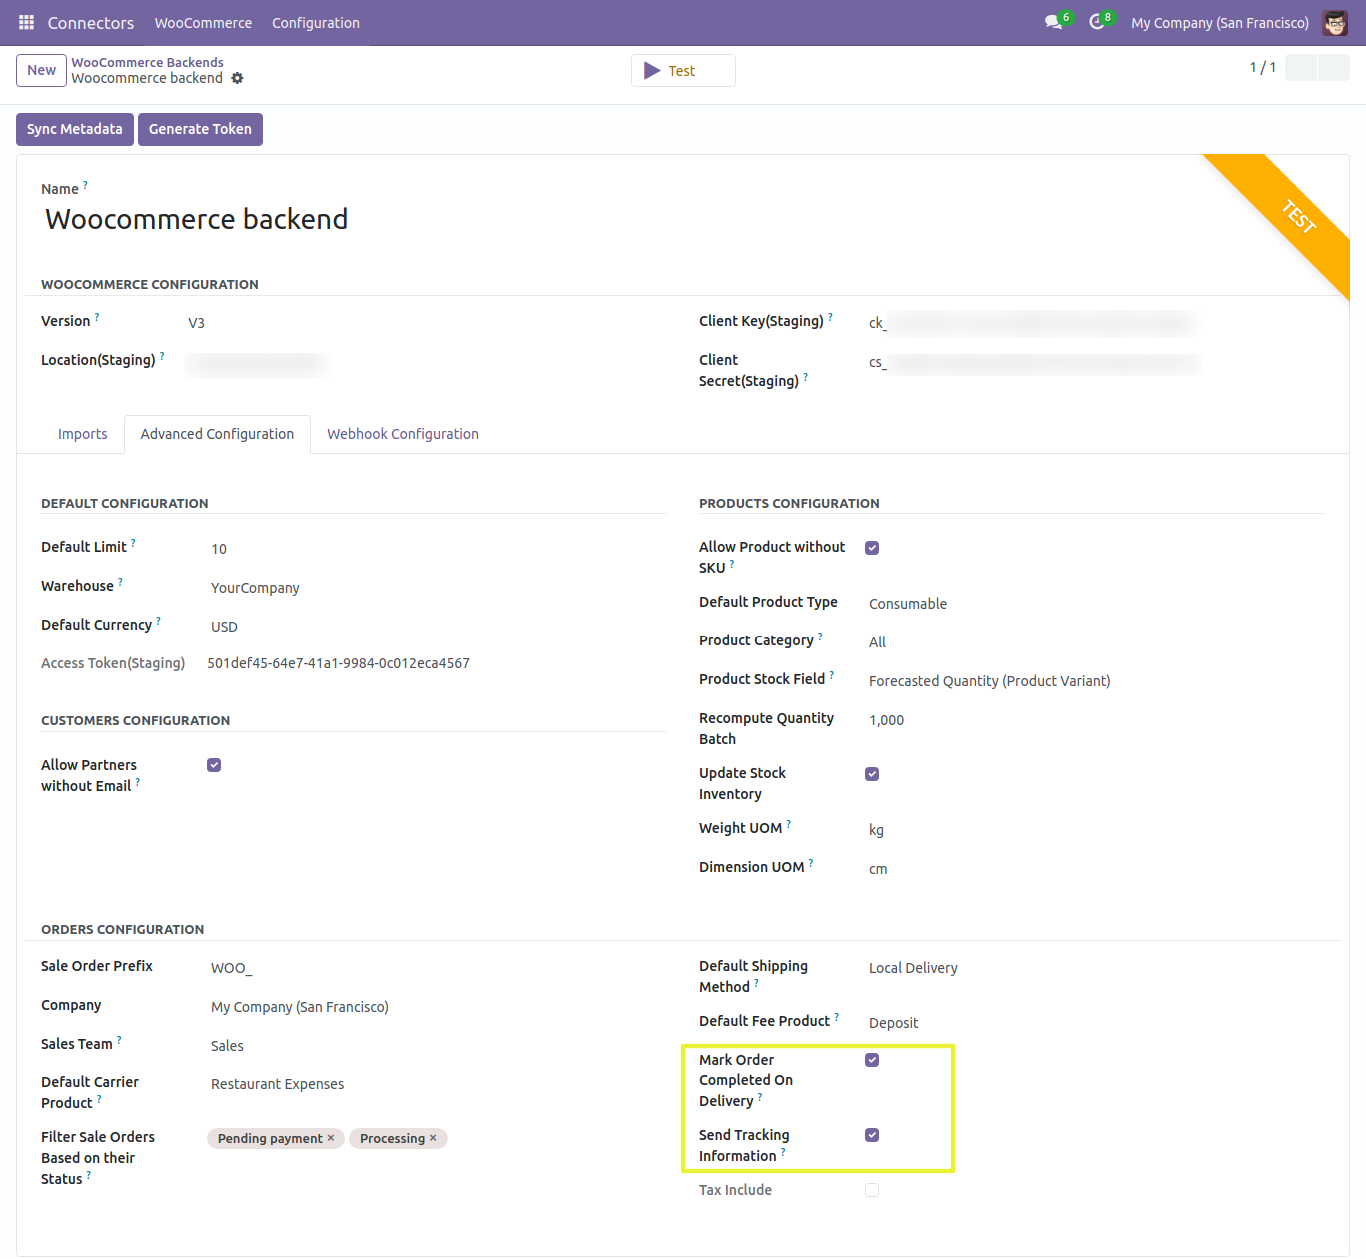 Connectors WooCommerce Configuration 6 8 My Company (San Francisco)
New WooCommerce Backends
Woocommerce backend
Test
1 / 1
Sync Metadata Generate Token
TEST
Name ?
Woocommerce backend
WOOCOMMERCE CONFIGURATION
Version ? V3
Client Key(Staging) ? ck_
Location(Staging) ?
Client
Secret(Staging) ? cs_
Imports Advanced Configuration Webhook Configuration
DEFAULT CONFIGURATION
Default Limit ? 10
Warehouse ? YourCompany
Default Currency ? USD
Access Token(Staging) 501def45-64e7-41a1-9984-0c012eca4567
CUSTOMERS CONFIGURATION
Allow Partners
without Email ?
PRODUCTS CONFIGURATION
Allow Product without
SKU ?
Default Product Type Consumable
Product Category ? All
Product Stock Field ? Forecasted Quantity (Product Variant)
Recompute Quantity
Batch 1,000
Update Stock
Inventory
Weight UOM ? kg
Dimension UOM ? cm
ORDERS CONFIGURATION
Sale Order Prefix WOO_
Company My Company (San Francisco)
Sales Team ? Sales
Default Carrier
Product ? Restaurant Expenses
Filter Sale Orders
Based on their
Status ? Pending payment × Processing ×
Default Shipping
Method ? Local Delivery
Default Fee Product ? Deposit
Mark Order
Completed On
Delivery ?
Send Tracking
Information ?
Tax Include